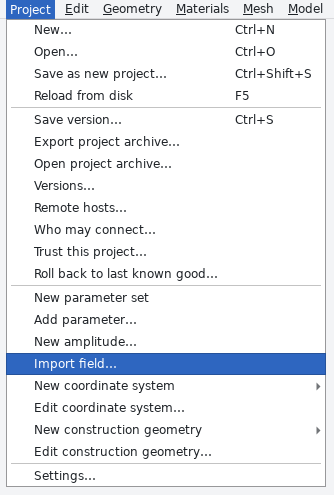 Project Edit Geometry Materials Mesh Model
New... Ctrl+N
Open... Ctrl+O
Save as new project... Ctrl+Shift+S
Reload from disk F5
Save version... Ctrl+S
Export project archive...
Open project archive...
Versions...
Remote hosts...
Who may connect...
Trust this project...
Roll back to last known good...
New parameter set
Add parameter...
New amplitude...
Import field...
New coordinate system
Edit coordinate system...
New construction geometry
Edit construction geometry...
Settings...